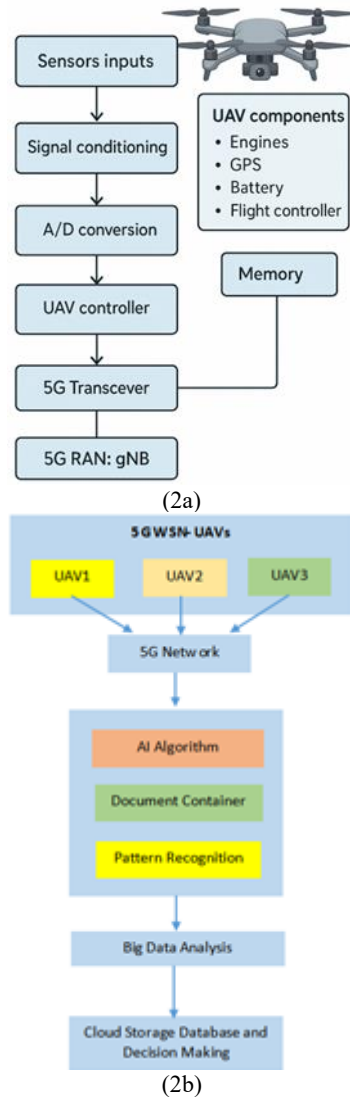 Sensors inputs
Signal conditioning
A/D conversion
UAV controller
5G Transcever
5G RAN: gNB
UAV components
• Engines
• GPS
• Battery
• Flight controller
Memory
(2a)
5G WSN- UAVs
UAV1
UAV2
UAV3
5G Network
AI Algorithm
Document Container
Pattern Recognition
Big Data Analysis
Cloud Storage Database and
Decision Making
(2b)